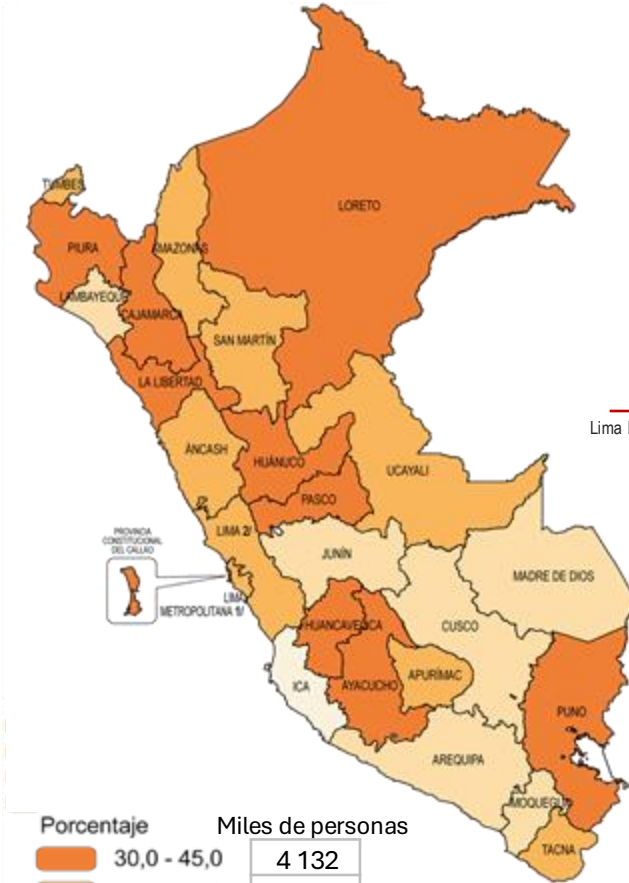 LORETO
TUMBES
PIURA
AMAZONAS
LAMBAYEQUE
CAJAMARCA
SAN MARTÍN
LA LIBERTAD
Lima
ÁNCASH
HUÁNUCO
UCAYALI
PASCO
LIMA 2/
PROVINCIA
CONSTITUCIONAL
DEL CALLAO
JUNÍN
MADRE DE DIOS
LIMA
METROPOLITANA 1/
HUANCAVELICA
CUSCO
ICA
AYACUCHO
APURÍMAC
PUNO
AREQUIPA
MOQUEGUA
TACNA
Porcentaje
Miles de personas
30,0 - 45,0
4 132